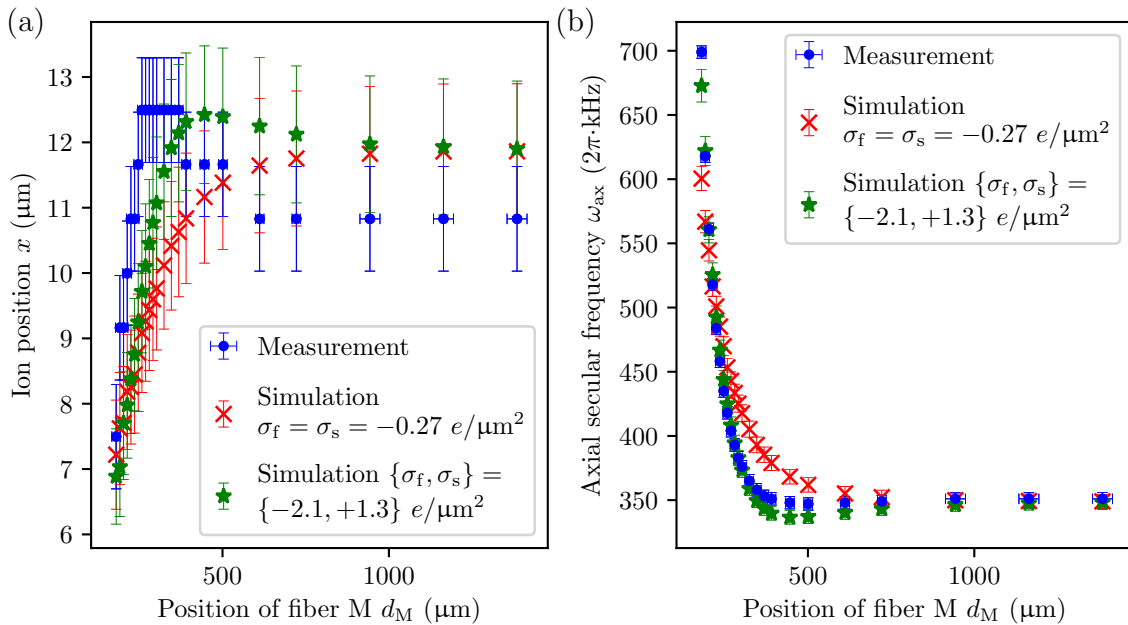 (a)
13
12
11
10
9
8
7
6
Ion position x (μm)
Measurement
Simulation
σf = σs = −0.27 e/μm²
Simulation {σf, σs} =
{−2.1, +1.3} e/μm²
500
1000
Position of fiber M dM (μm)
(b)
700
650
600
550
500
450
400
350
Axial secular frequency ωax (2π·kHz)
Measurement
Simulation
σf = σs = −0.27 e/μm²
Simulation {σf, σs} =
{−2.1, +1.3} e/μm²
500
1000
Position of fiber M dM (μm)